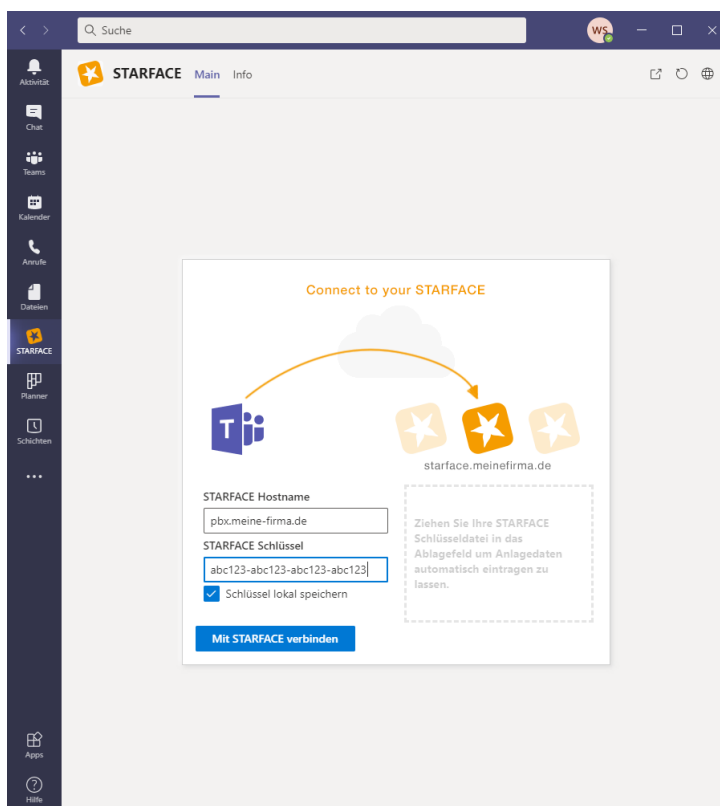 Suche
WS
Aktivität
Chat
Teams
Kalender
Anrufe
Dateien
STARFACE
Planner
Schichten
Apps
Hilfe
STARFACE Main Info
Connect to your STARFACE
T
starface.meinefirma.de
STARFACE Hostname
pbx.meine-firma.de
STARFACE Schlüssel
abc123-abc123-abc123-abc123
Schlüssel lokal speichern
Ziehen Sie Ihre STARFACE
Schlüsseldatei in das
Ablagefeld um Anlagedaten
automatisch eintragen zu
lassen.
Mit STARFACE verbinden